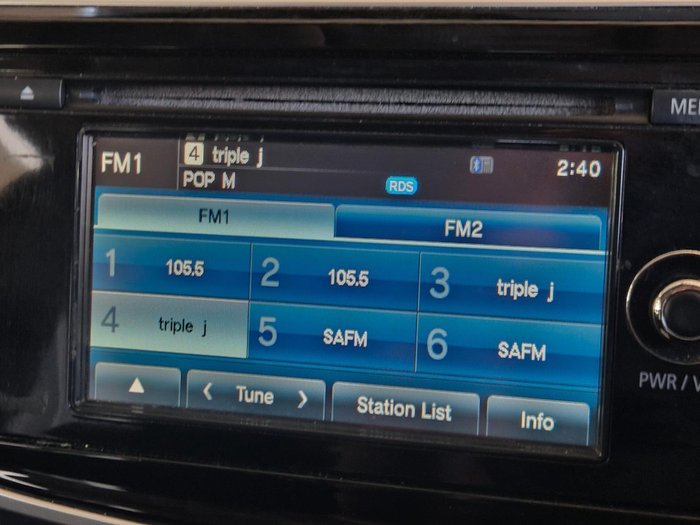 ME
FM1
4 triple j
2:40
POP M
RDS
FM1
FM2
1 105.5
2 105.5
3 triple j
4 triple j
5 SAFM
6 SAFM
< Tune >
Station List
Info
PWR / V